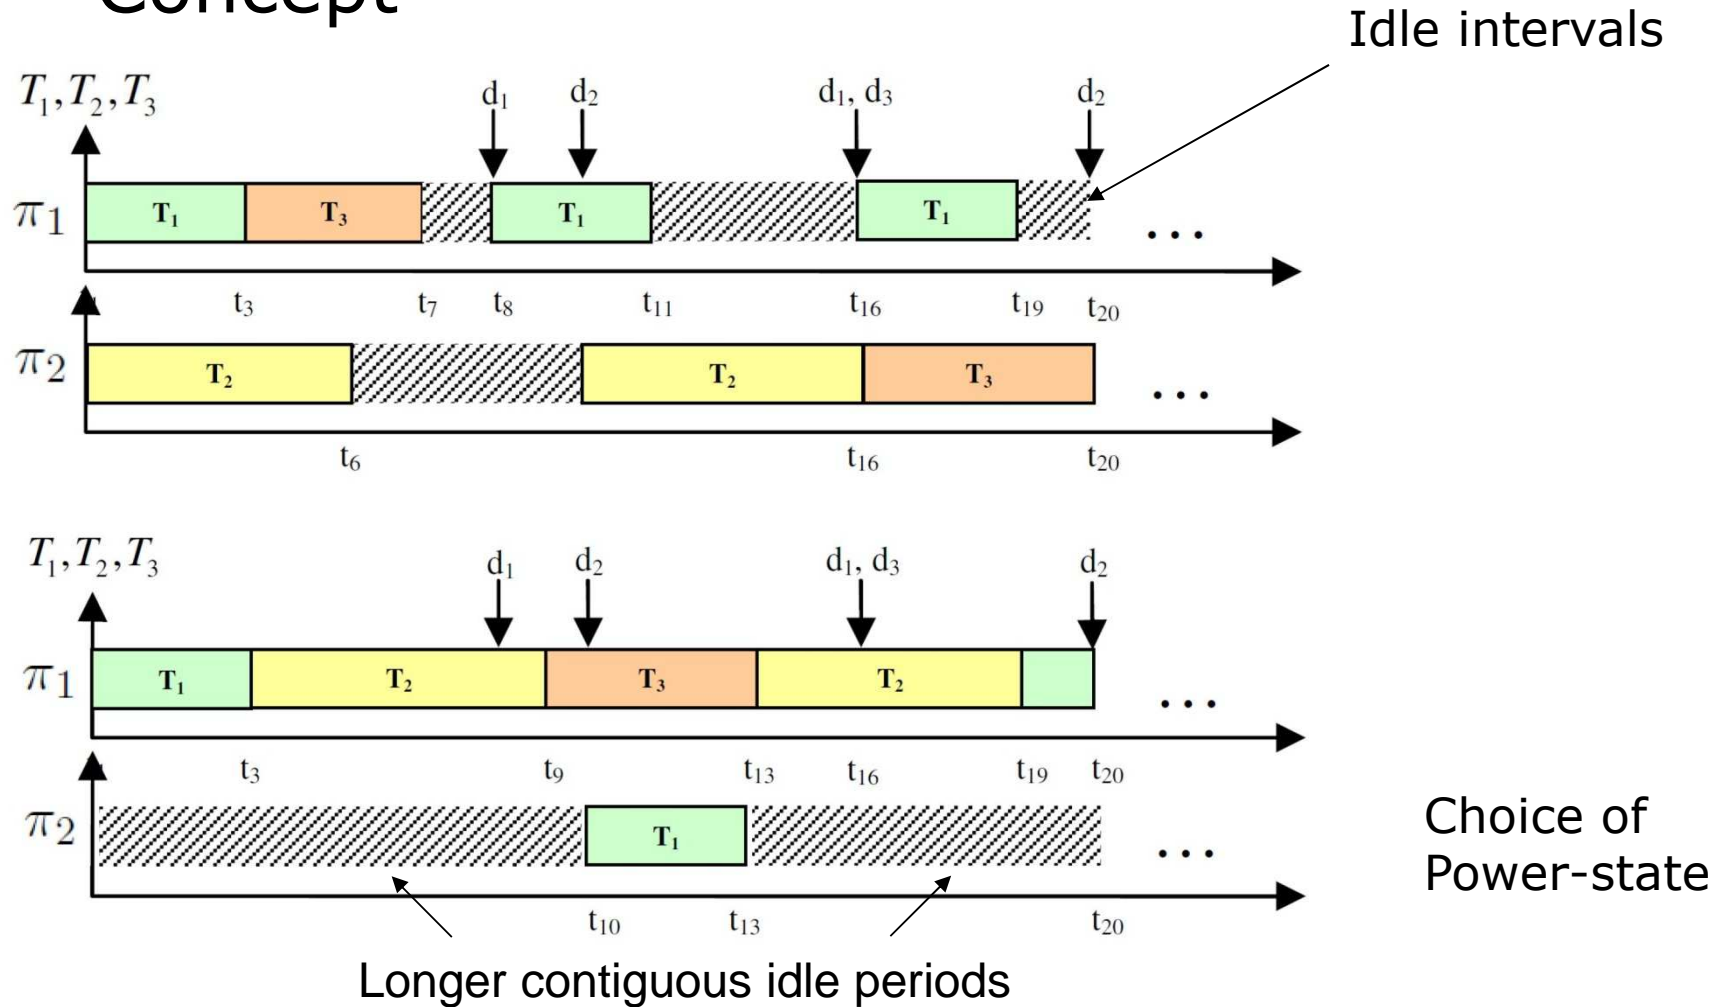 Concept
Idle intervals
T₁,T₂,T₃
d₁ d₂ d₁, d₃ d₂
π₁ T₁ T₃ T₁ T₁ ...
t₃ t₇ t₈ t₁₁ t₁₆ t₁₉ t₂₀
π₂ T₂ T₂ T₃ ...
t₆ t₁₆ t₂₀
T₁,T₂,T₃
d₁ d₂ d₁, d₃ d₂
π₁ T₁ T₂ T₃ T₂ ...
t₃ t₉ t₁₃ t₁₆ t₁₉ t₂₀
π₂ T₁ ...
Choice of
Power-state
t₁₀ t₁₃ t₂₀
Longer contiguous idle periods